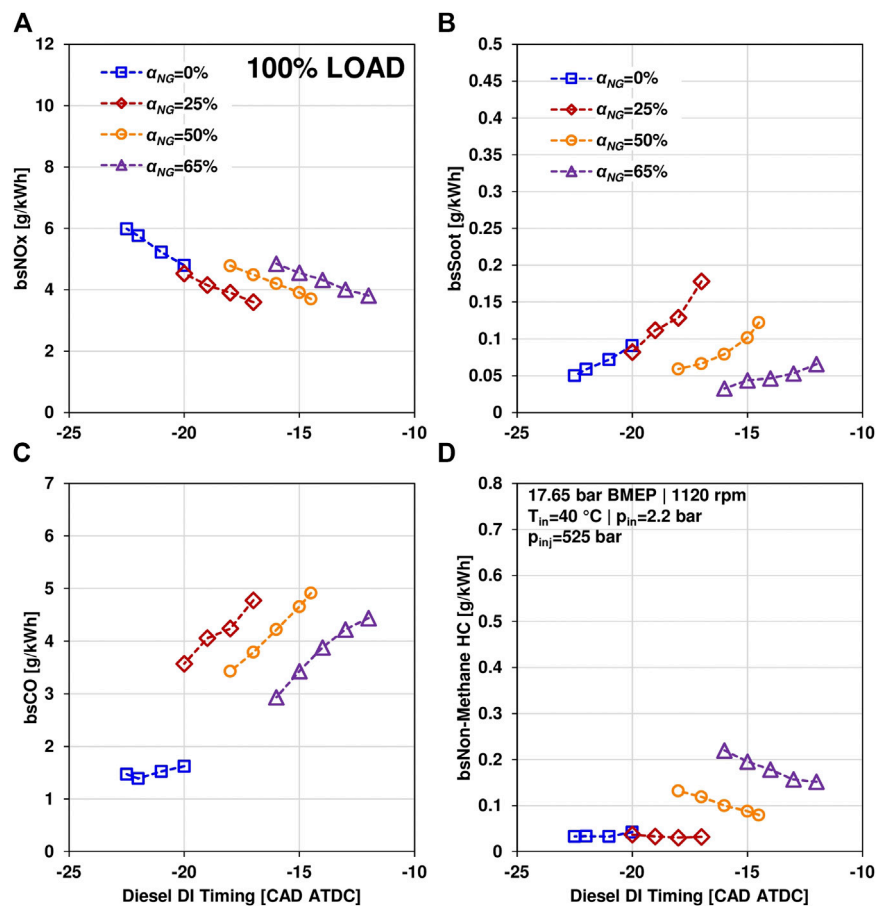 A
bsNOx [g/kWh]
12
10
8
6
4
2
0
100% LOAD
α_NG=0%
α_NG=25%
α_NG=50%
α_NG=65%
-25
-20
-15
-10
B
bsSoot [g/kWh]
0.5
0.45
0.4
0.35
0.3
0.25
0.2
0.15
0.1
0.05
0
α_NG=0%
α_NG=25%
α_NG=50%
α_NG=65%
-25
-20
-15
-10
C
bsCO [g/kWh]
7
6
5
4
3
2
1
0
-25
-20
-15
-10
Diesel DI Timing [CAD ATDC]
D
bsNon-Methane HC [g/kWh]
0.8
0.7
0.6
0.5
0.4
0.3
0.2
0.1
0
17.65 bar BMEP | 1120 rpm
T_in=40 °C | p_in=2.2 bar
p_inj=525 bar
-25
-20
-15
-10
Diesel DI Timing [CAD ATDC]